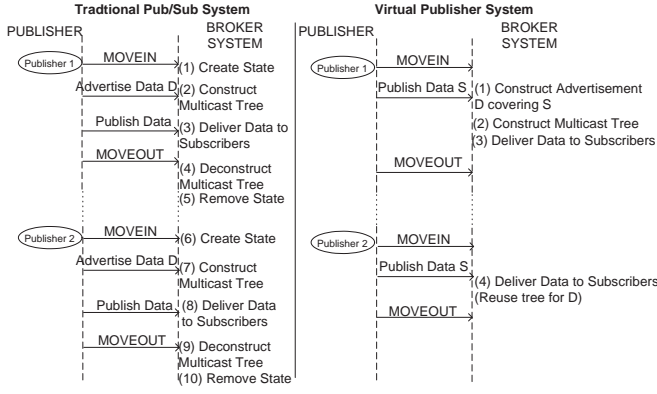 Tradtional Pub/Sub System
PUBLISHER
BROKER
SYSTEM
Publisher 1
MOVEIN
(1) Create State
Advertise Data D
(2) Construct
Multicast Tree
Publish Data
(3) Deliver Data to
Subscribers
MOVEOUT
(4) Deconstruct
Multicast Tree
(5) Remove State
Publisher 2
MOVEIN
(6) Create State
Advertise Data D
(7) Construct
Multicast Tree
Publish Data
(8) Deliver Data
to Subscribers
MOVEOUT
(9) Deconstruct
Multicast Tree
(10) Remove State
Virtual Publisher System
PUBLISHER
BROKER
SYSTEM
Publisher 1
MOVEIN
Publish Data S
(1) Construct Advertisement
D covering S
(2) Construct Multicast Tree
(3) Deliver Data to Subscribers
MOVEOUT
Publisher 2
MOVEIN
Publish Data S
(4) Deliver Data to Subscribers
(Reuse tree for D)
MOVEOUT